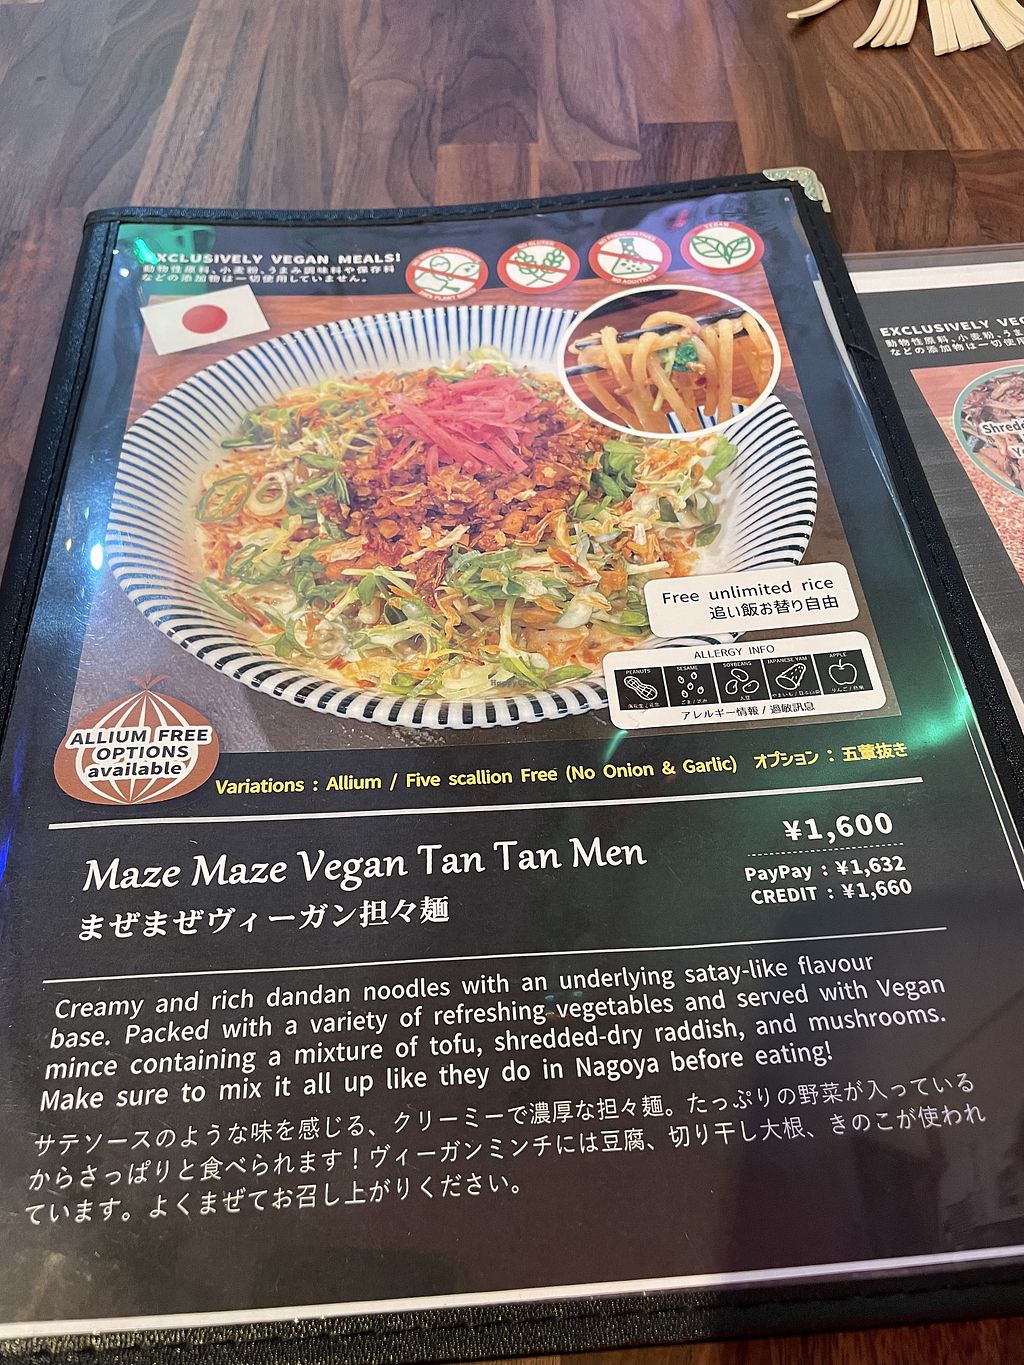 EXCLUSIVELY VEGAN MEALS!
動物性原料、小麦粉、うまみ調味料や保存料
などの添加物は一切使用していません。
NO GLUTEN
NO ADDITIVES
VEGAN
Free unlimited rice
追い飯お替り自由
ALLERGY INFO
PEANUTS SESAME SOYBEANS JAPANESE YAM APPLE
アレルギー情報 / 過敏訊息
ALLIUM FREE
OPTIONS
available
Variations : Allium / Five scallion Free (No Onion & Garlic) オプション : 五葷抜き
Maze Maze Vegan Tan Tan Men
まぜまぜヴィーガン担々麺
¥1,600
PayPay : ¥1,632
CREDIT : ¥1,660
Creamy and rich dandan noodles with an underlying satay-like flavour
base. Packed with a variety of refreshing vegetables and served with Vegan
mince containing a mixture of tofu, shredded-dry raddish, and mushrooms.
Make sure to mix it all up like they do in Nagoya before eating!
サテソースのような味を感じる、クリーミーで濃厚な担々麺。たっぷりの野菜が入っている
からさっぱりと食べられます！ヴィーガンミンチには豆腐、切り干し大根、きのこが使われ
ています。よくまぜてお召し上がりください。
EXCLUSIVELY
動物性原料、小麦粉、うま
などの添加物は一切使用